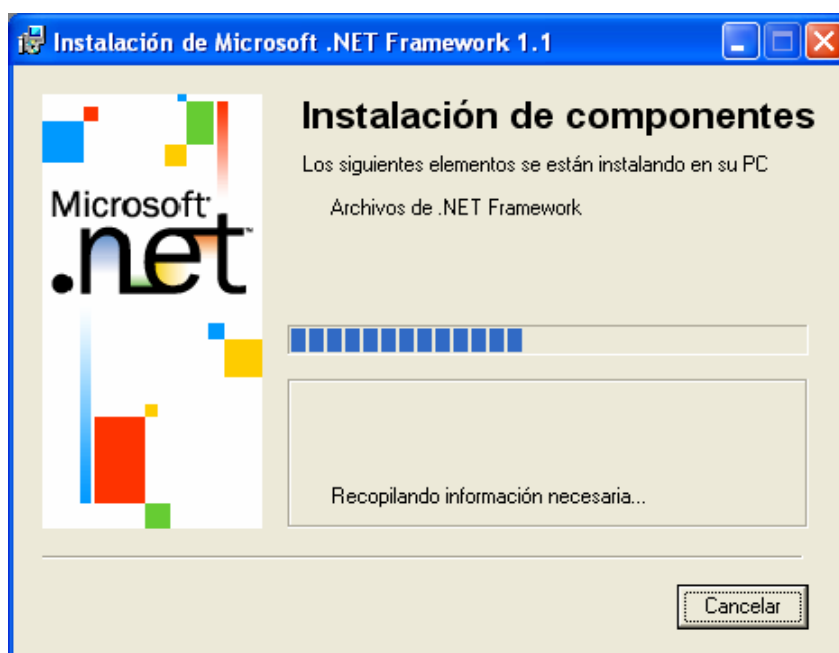 Instalación de Microsoft .NET Framework 1.1
Instalación de componentes
Los siguientes elementos se están instalando en su PC
Archivos de .NET Framework
Microsoft
.net™
Recopilando información necesaria...
Cancelar